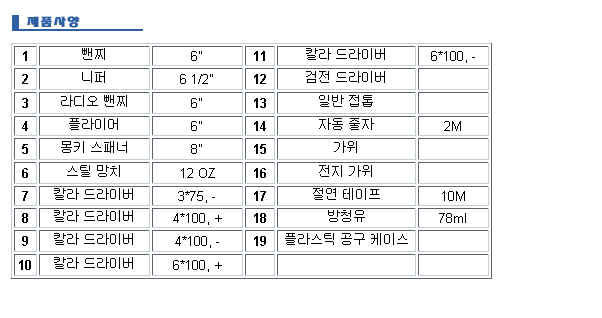 제품사양
1 뺀찌 6" 11 칼라 드라이버 6*100, -
2 니퍼 6 1/2" 12 검전 드라이버
3 라디오 뺀찌 6" 13 일반 접톱
4 플라이어 6" 14 자동 줄자 2M
5 몽키 스패너 8" 15 가위
6 스틸 망치 12 OZ 16 전지 가위
7 칼라 드라이버 3*75, - 17 절연 테이프 10M
8 칼라 드라이버 4*100, + 18 방청유 78ml
9 칼라 드라이버 4*100, - 19 플라스틱 공구 케이스
10 칼라 드라이버 6*100, +